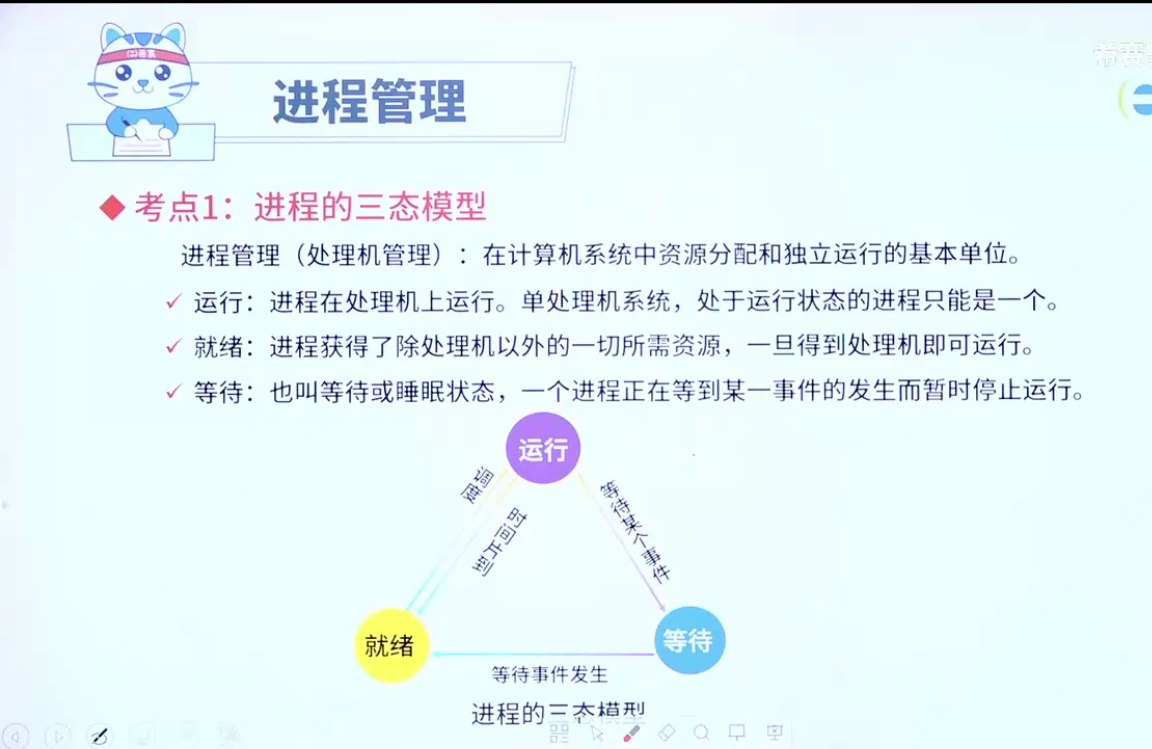 进程管理
考点1：进程的三态模型
进程管理（处理机管理）：在计算机系统中资源分配和独立运行的基本单位。
运行：进程在处理机上运行。单处理机系统，处于运行状态的进程只能是一个。
就绪：进程获得了除处理机以外的一切所需资源，一旦得到处理机即可运行。
等待：也叫等待或睡眠状态，一个进程正在等到某一事件的发生而暂时停止运行。
运行
调度
时间片到
等待某个事件
就绪
等待
等待事件发生
进程的三态模型